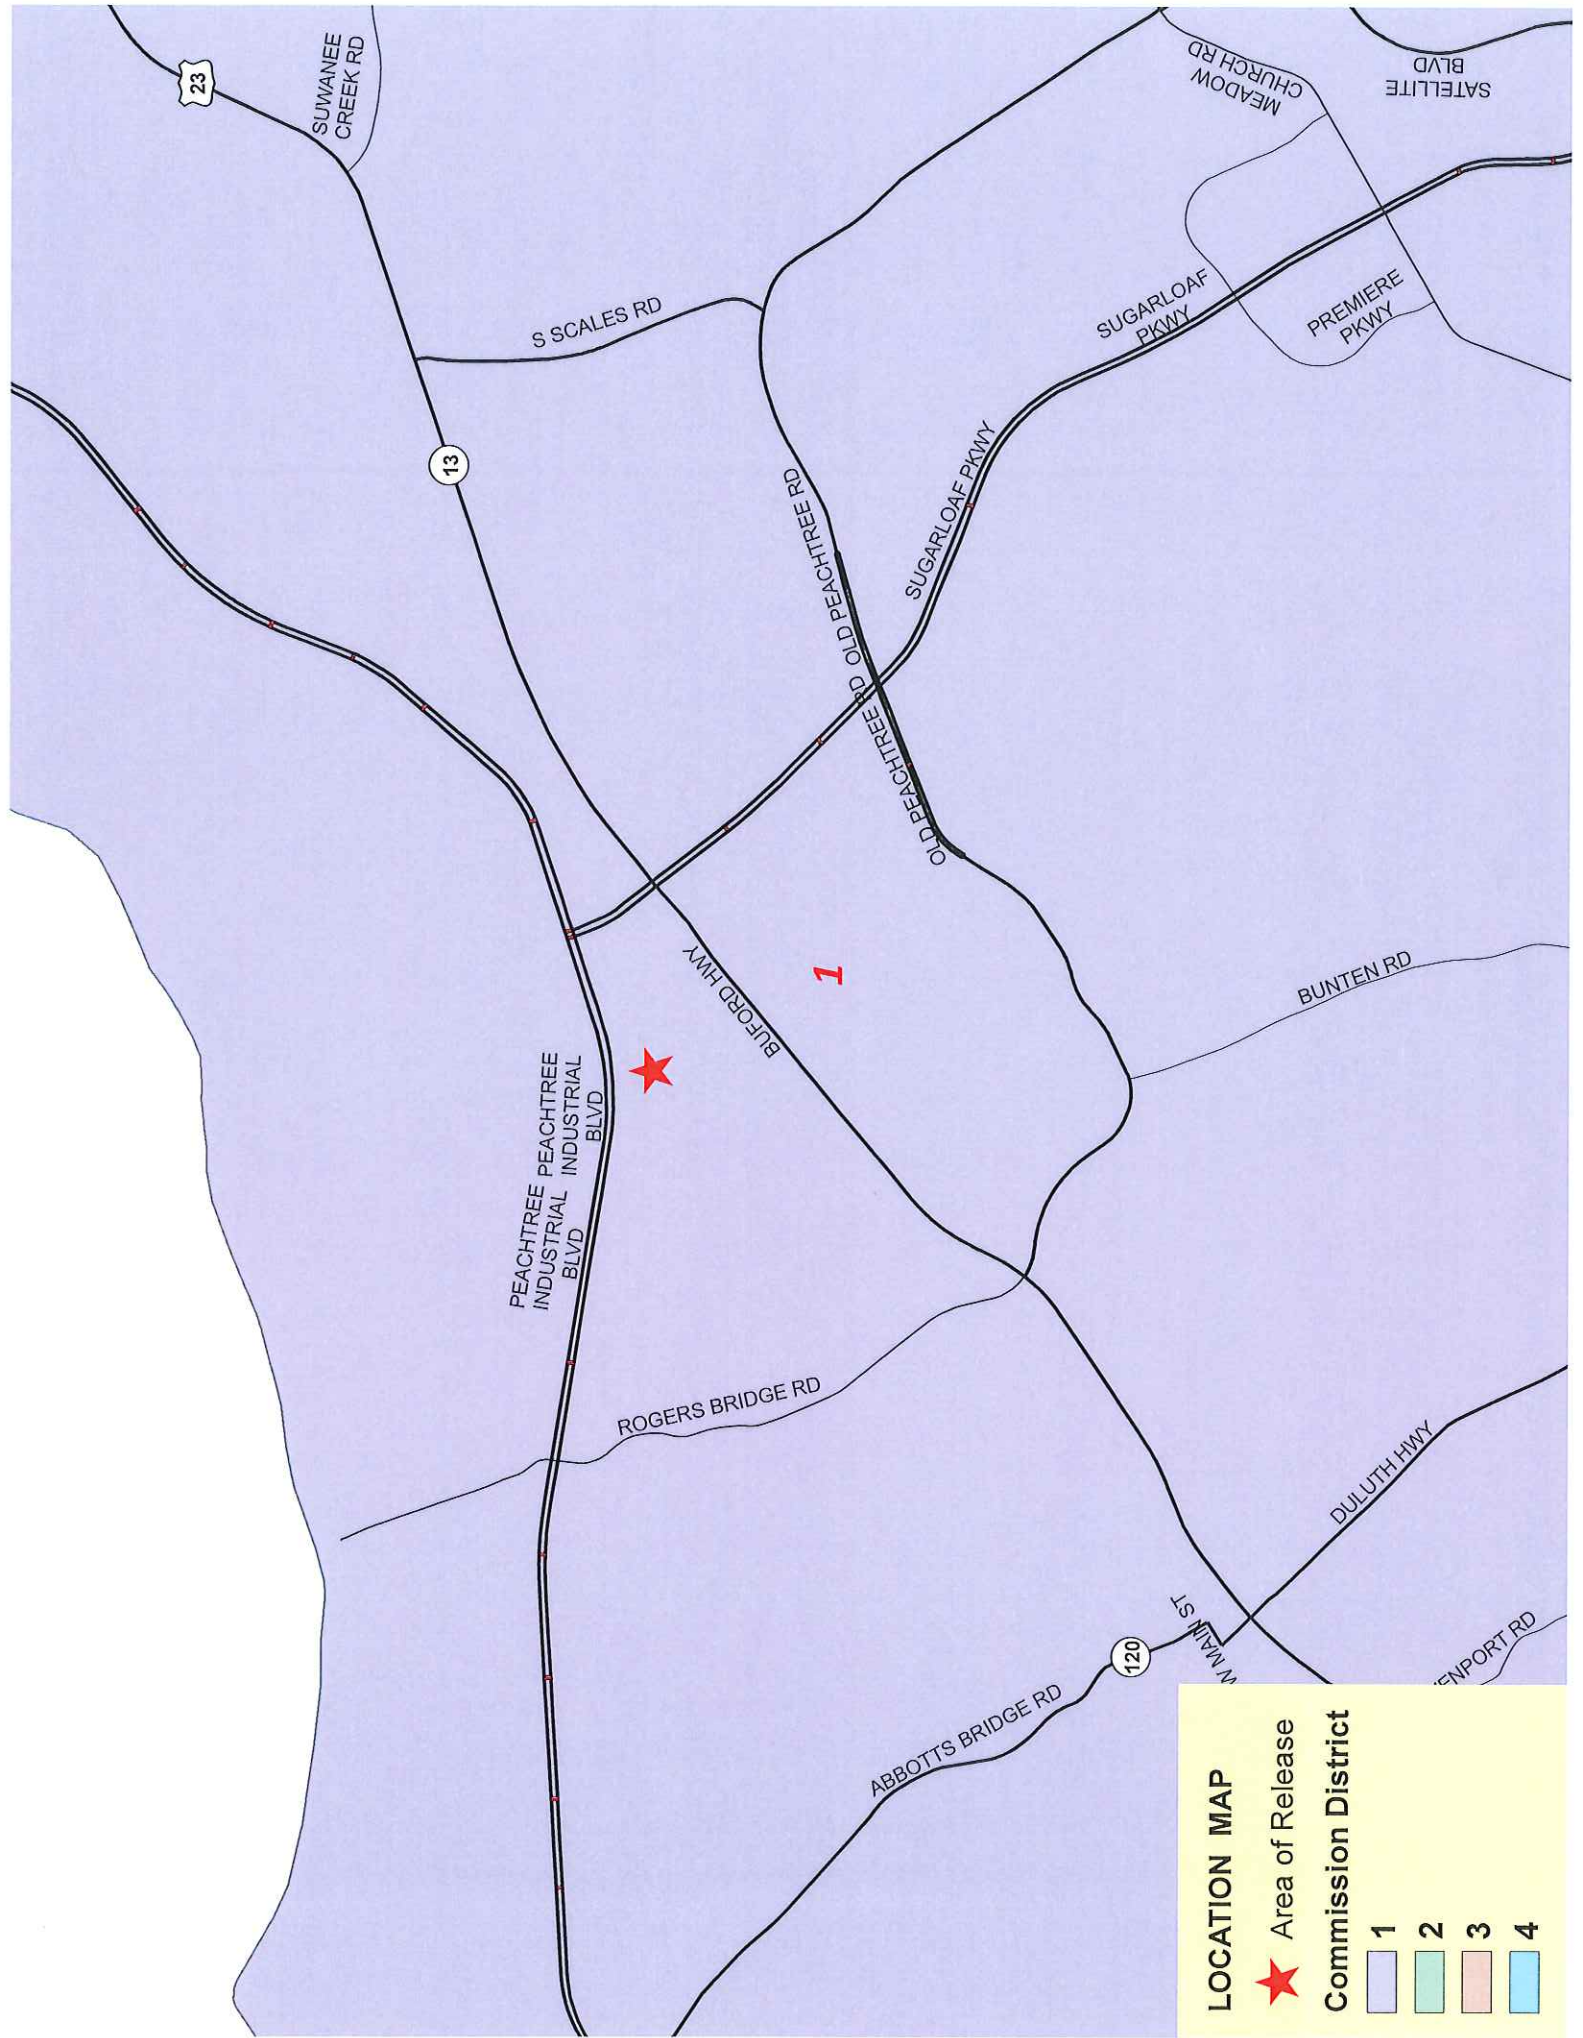 23
SUWANEE
CREEK RD
MEADOW
CHURCH RD
SATELLITE
BLVD
S SCALES RD
13
SUGARLOAF
PKWY
PREMIERE
PKWY
SUGARLOAF PKWY
OLD PEACHTREE RD
OLD PEACHTREE RD
BUFORD HWY
1
PEACHTREE
INDUSTRIAL
BLVD
PEACHTREE
INDUSTRIAL
BLVD
BUNTEN RD
ROGERS BRIDGE RD
DULUTH HWY
W MAIN ST
120
ABBOTTS BRIDGE RD
ENPORT RD
LOCATION MAP
Area of Release
Commission District
1
2
3
4